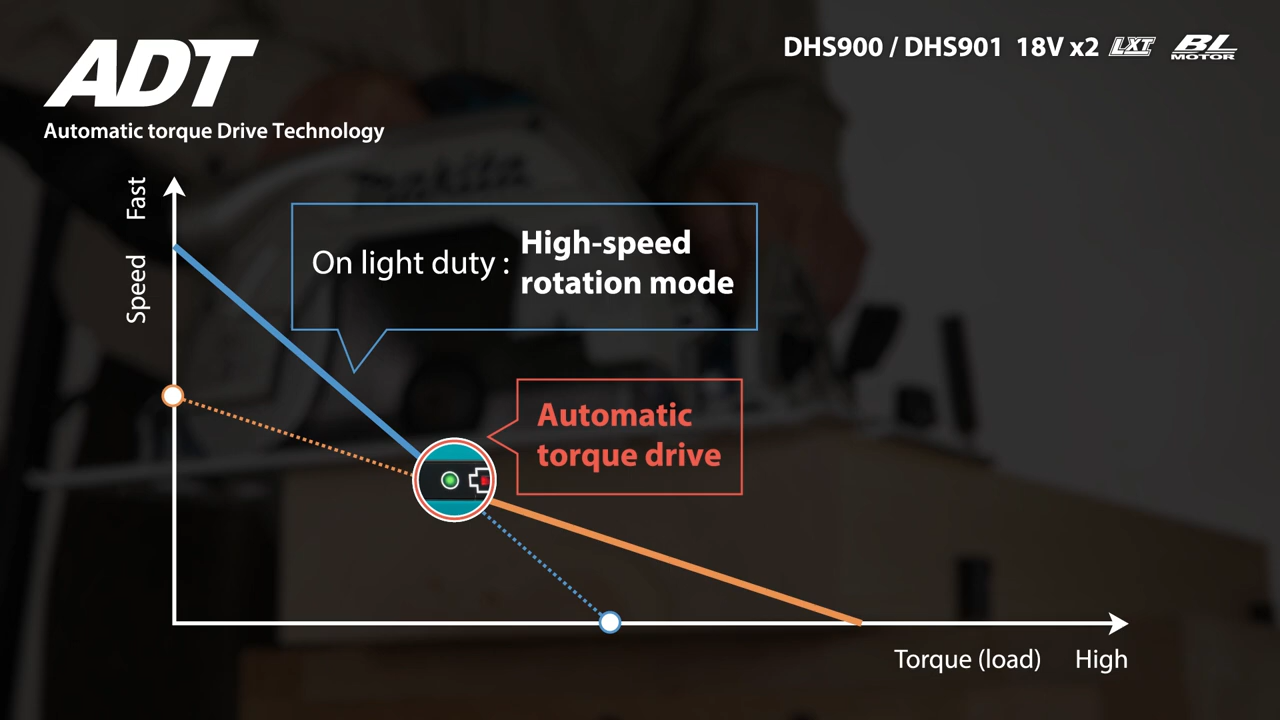 ADT
Automatic torque Drive Technology
DHS900 / DHS901 18V x2 LXT BL MOTOR
Fast
Speed
On light duty : High-speed
rotation mode
Automatic
torque drive
Torque (load) High
makita